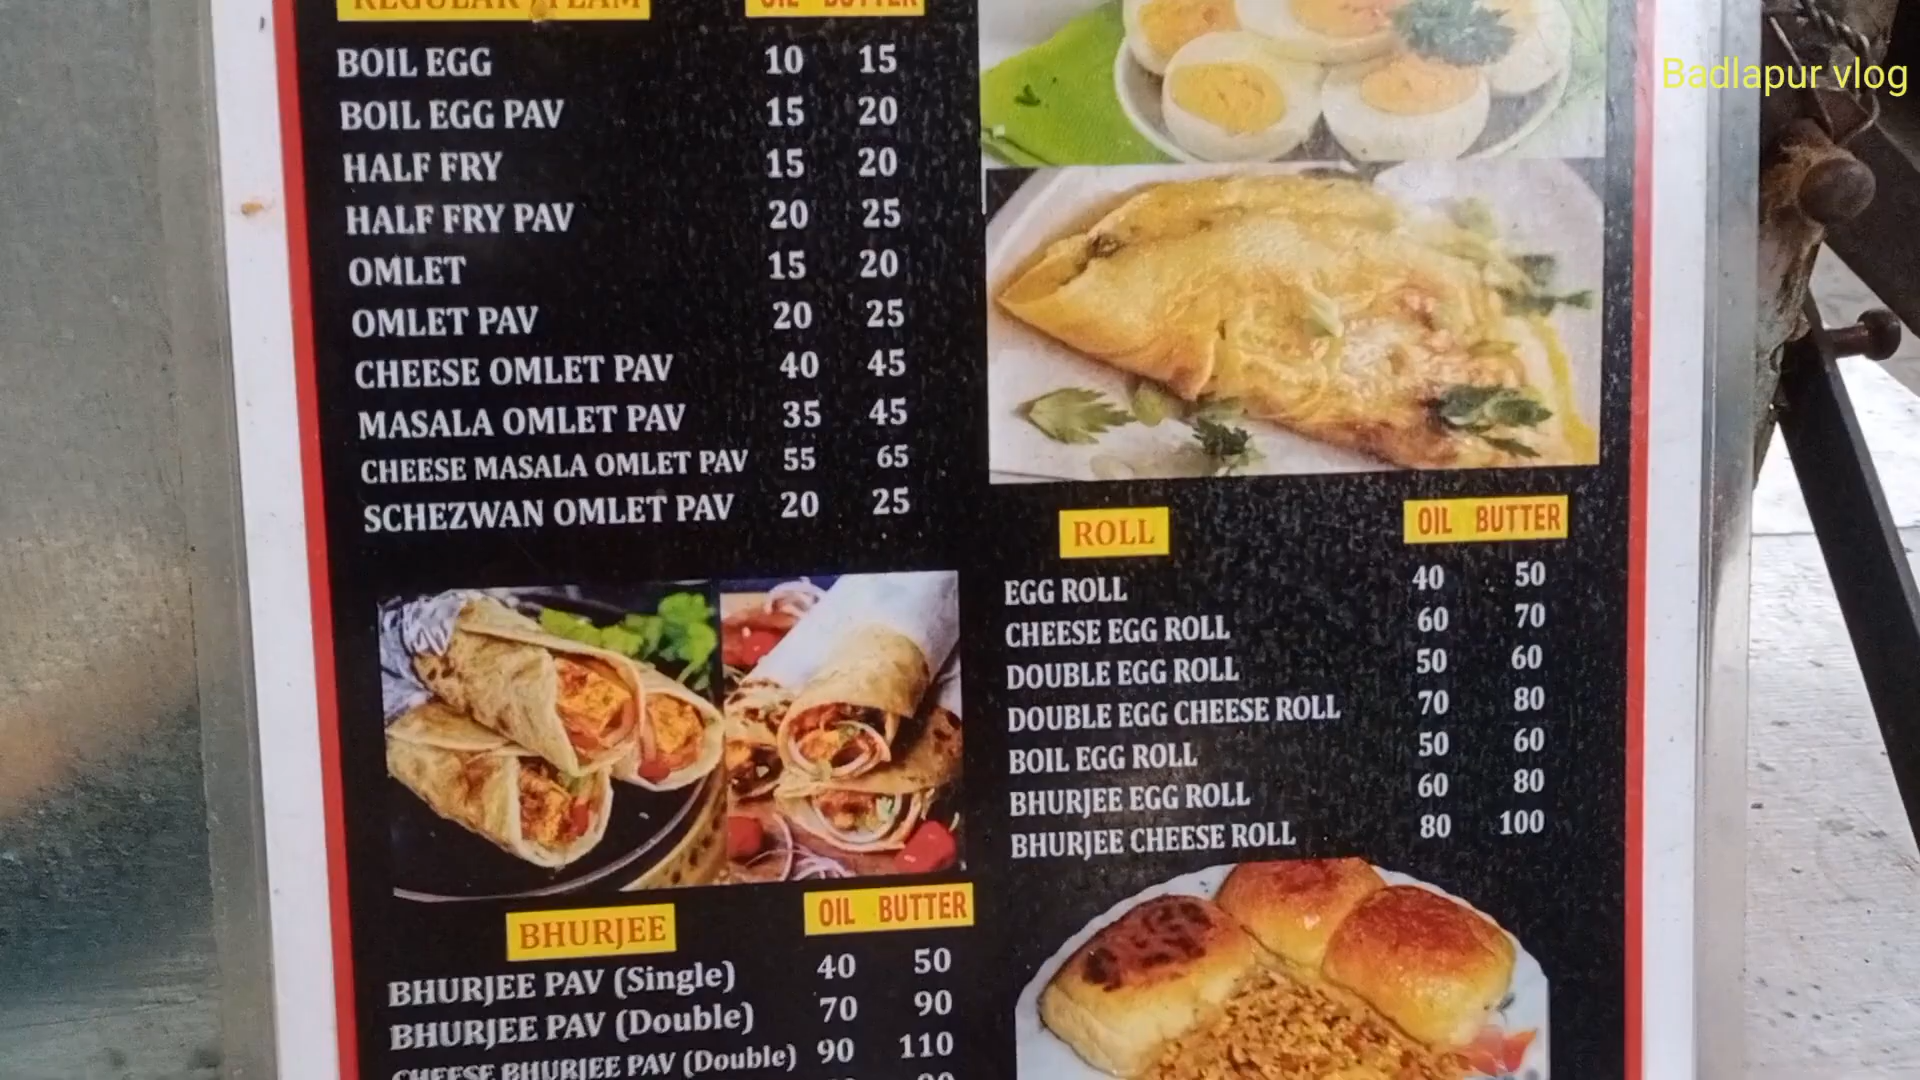 REGULAR ITEAM OIL BUTTER
BOIL EGG 10 15
BOIL EGG PAV 15 20
HALF FRY 15 20
HALF FRY PAV 20 25
OMLET 15 20
OMLET PAV 20 25
CHEESE OMLET PAV 40 45
MASALA OMLET PAV 35 45
CHEESE MASALA OMLET PAV 55 65
SCHEZWAN OMLET PAV 20 25
BHURJEE OIL BUTTER
BHURJEE PAV (Single) 40 50
BHURJEE PAV (Double) 70 90
CHEESE BHURJEE PAV (Double) 90 110
ROLL OIL BUTTER
EGG ROLL 40 50
CHEESE EGG ROLL 60 70
DOUBLE EGG ROLL 50 60
DOUBLE EGG CHEESE ROLL 70 80
BOIL EGG ROLL 50 60
BHURJEE EGG ROLL 60 80
BHURJEE CHEESE ROLL 80 100
Badlapur vlog